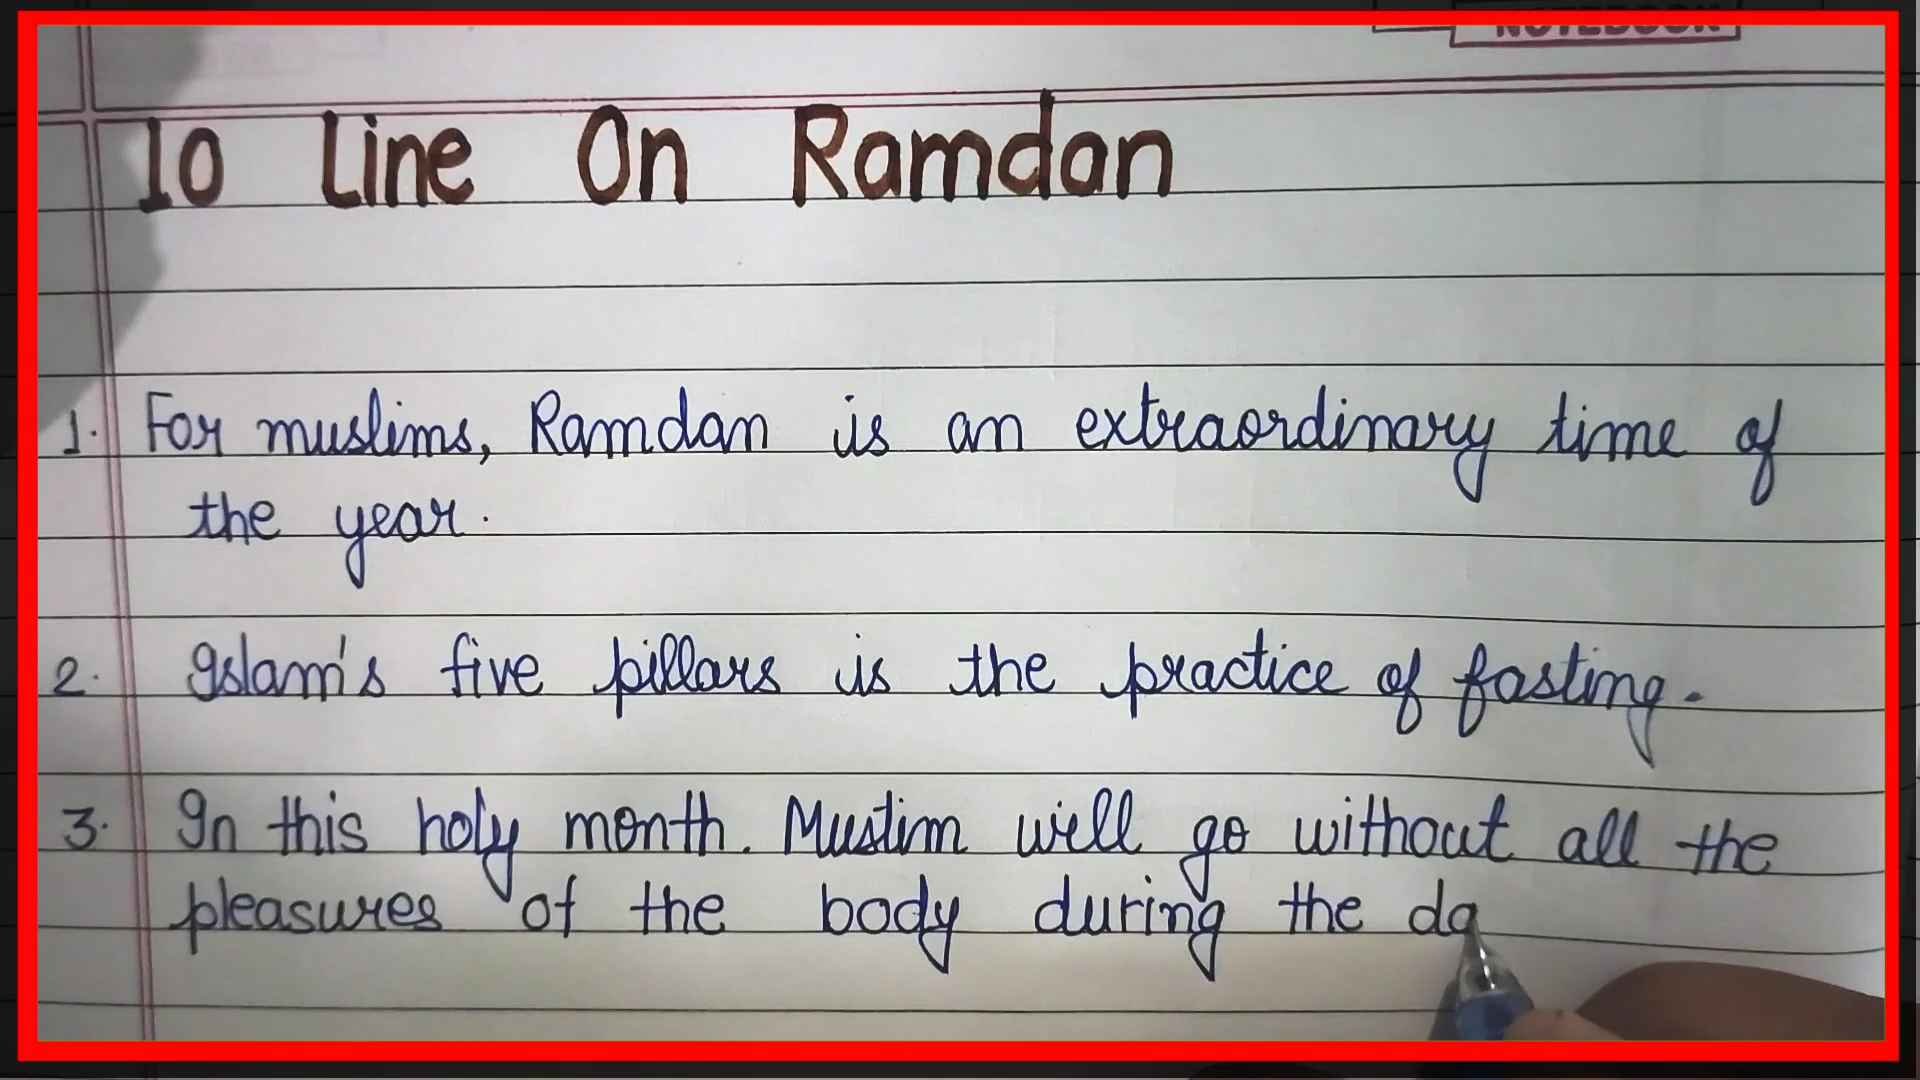 NOTEBOOK
10 Line On Ramdan
1. For muslims, Ramdan is an extraordinary time of
the year.
2. Islam's five pillars is the practice of fasting.
3. In this holy month. Muslim will go without all the
pleasures of the body during the da